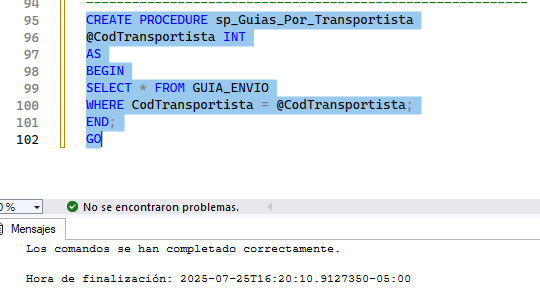 94
95 CREATE PROCEDURE sp_Guias_Por_Transportista
96 @CodTransportista INT
97 AS
98 BEGIN
99 SELECT * FROM GUIA_ENVIO
100 WHERE CodTransportista = @CodTransportista;
101 END;
102 GO
0 % No se encontraron problemas.
Mensajes
Los comandos se han completado correctamente.
Hora de finalización: 2025-07-25T16:20:10.9127350-05:00